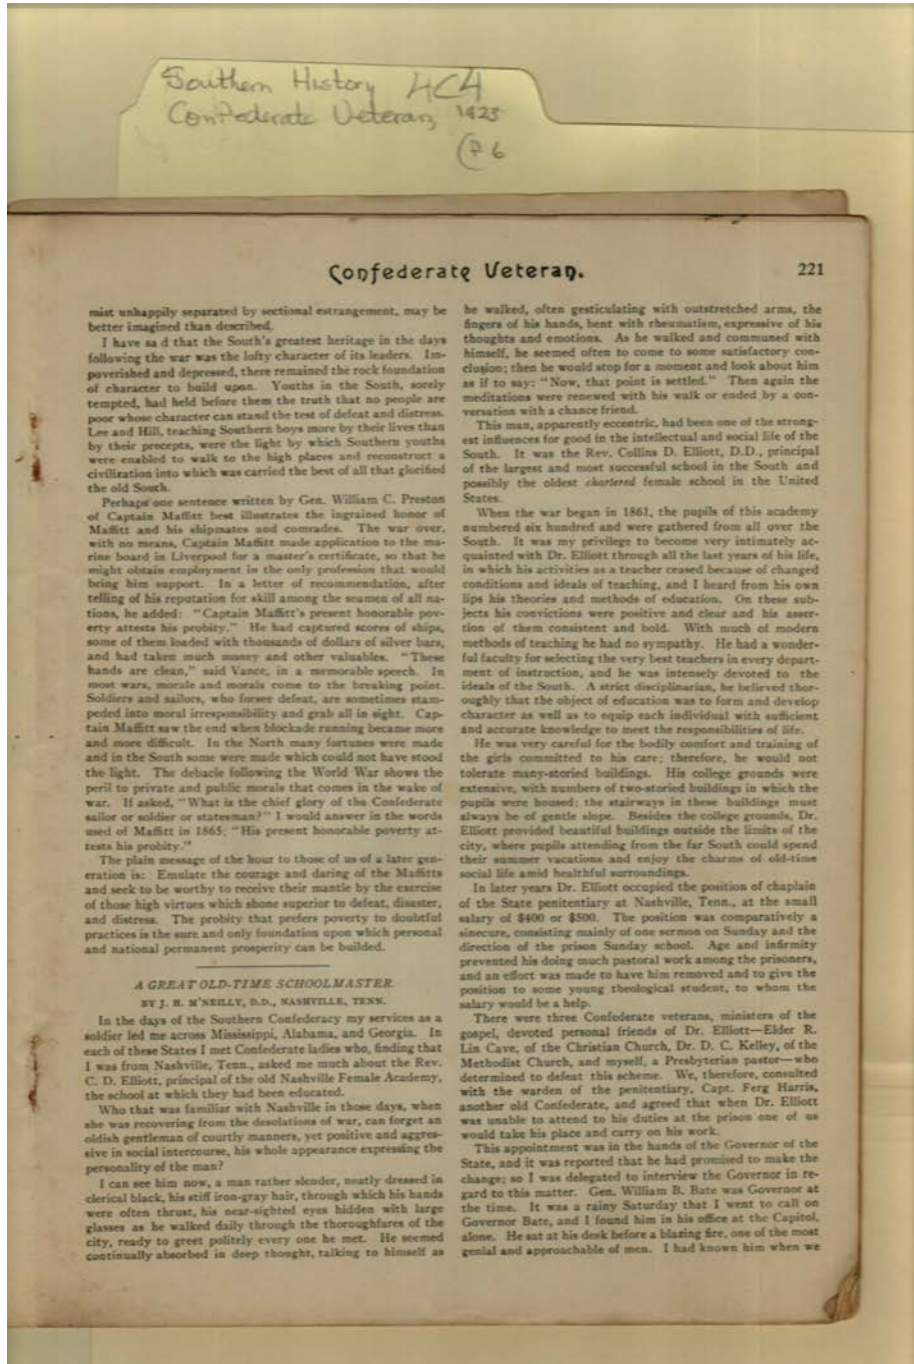 Southern History 4C4
Confederate Veteran, 1923
(P 6
Confederate Veteran.
221
mist unhappily separated by sectional estrangement, may be
better imagined than described.
I have sa d that the South's greatest heritage in the days
following the war was the lofty character of its leaders. Im-
poverished and depressed, there remained the rock foundation
of character to build upon. Youths in the South, sorely
tempted, had held before them the truth that no people are
poor whose character can stand the test of defeat and distress.
Lee and Hill, teaching Southern boys more by their lives than
by their precepts, were the light by which Southern youths
were enabled to walk to the high places and reconstruct a
civilization into which was carried the best of all that glorified
the old South.
Perhaps one sentence written by Gen. William C. Preston
of Captain Maffitt best illustrates the ingrained honor of
Maffitt and his shipmates and comrades. The war over,
with no means, Captain Maffitt made application to the ma-
rine board in Liverpool for a master's certificate, so that he
might obtain employment in the only profession that would
bring him support. In a letter of recommendation, after
telling of his reputation for skill among the seamen of all na-
tions, he added: "Captain Maffitt's present honorable pov-
erty attests his probity." He had captured scores of ships,
some of them loaded with thousands of dollars of silver bars,
and had taken much money and other valuables. "These
hands are clean," said Vance, in a memorable speech. In
most wars, morale and morals come to the breaking point.
Soldiers and sailors, who forsee defeat, are sometimes stam-
peded into moral irresponsibility and grab all in sight. Cap-
tain Maffitt saw the end when blockade running became more
and more difficult. In the North many fortunes were made
and in the South some were made which could not have stood
the light. The debacle following the World War shows the
peril to private and public morals that comes in the wake of
war. If asked, "What is the chief glory of the Confederate
sailor or soldier or statesman?" I would answer in the words
used of Maffitt in 1865: "His present honorable poverty at-
tests his probity."
The plain message of the hour to those of us of a later gen-
eration is: Emulate the courage and daring of the Maffitts
and seek to be worthy to receive their mantle by the exercise
of those high virtues which shone superior to defeat, disaster,
and distress. The probity that prefers poverty to doubtful
practices is the sure and only foundation upon which personal
and national permanent prosperity can be builded.
A GREAT OLD-TIME SCHOOLMASTER.
BY J. H. M'NEILLY, D.D., NASHVILLE, TENN.
In the days of the Southern Confederacy my services as a
soldier led me across Mississippi, Alabama, and Georgia. In
each of these States I met Confederate ladies who, finding that
I was from Nashville, Tenn., asked me much about the Rev.
C. D. Elliott, principal of the old Nashville Female Academy,
the school at which they had been educated.
Who that was familiar with Nashville in those days, when
she was recovering from the desolations of war, can forget an
oldish gentleman of courtly manners, yet positive and aggres-
sive in social intercourse, his whole appearance expressing the
personality of the man?
I can see him now, a man rather slender, neatly dressed in
clerical black, his stiff iron-gray hair, through which his hands
were often thrust, his near-sighted eyes hidden with large
glasses as he walked daily through the thoroughfares of the
city, ready to greet politely every one he met. He seemed
continually absorbed in deep thought, talking to himself as
he walked, often gesticulating with outstretched arms, the
fingers of his hands, bent with rheumatism, expressive of his
thoughts and emotions. As he walked and communed with
himself, he seemed often to come to some satisfactory con-
clusion; then he would stop for a moment and look about him
as if to say: "Now, that point is settled." Then again the
meditations were renewed with his walk or ended by a con-
versation with a chance friend.
This man, apparently eccentric, had been one of the strong-
est influences for good in the intellectual and social life of the
South. It was the Rev. Collins D. Elliott, D.D., principal
of the largest and most successful school in the South and
possibly the oldest chartered female school in the United
States.
When the war began in 1861, the pupils of this academy
numbered six hundred and were gathered from all over the
South. It was my privilege to become very intimately ac-
quainted with Dr. Elliott through all the last years of his life,
in which his activities as a teacher ceased because of changed
conditions and ideals of teaching, and I heard from his own
lips his theories and methods of education. On these sub-
jects his convictions were positive and clear and his asser-
tion of them consistent and bold. With much of modern
methods of teaching he had no sympathy. He had a wonder-
ful faculty for selecting the very best teachers in every depart-
ment of instruction, and he was intensely devoted to the
ideals of the South. A strict disciplinarian, he believed thor-
oughly that the object of education was to form and develop
character as well as to equip each individual with sufficient
and accurate knowledge to meet the responsibilities of life.
He was very careful for the bodily comfort and training of
the girls committed to his care; therefore, he would not
tolerate many-storied buildings. His college grounds were
extensive, with numbers of two-storied buildings in which the
pupils were housed; the stairways in these buildings must
always be of gentle slope. Besides the college grounds, Dr.
Elliott provided beautiful buildings outside the limits of the
city, where pupils attending from the far South could spend
their summer vacations and enjoy the charms of old-time
social life amid healthful surroundings.
In later years Dr. Elliott occupied the position of chaplain
of the State penitentiary at Nashville, Tenn., at the small
salary of $400 or $500. The position was comparatively a
sinecure, consisting mainly of one sermon on Sunday and the
direction of the prison Sunday school. Age and infirmity
prevented his doing much pastoral work among the prisoners,
and an effort was made to have him removed and to give the
position to some young theological student, to whom the
salary would be a help.
There were three Confederate veterans, ministers of the
gospel, devoted personal friends of Dr. Elliott—Elder R.
Lin Cave, of the Christian Church, Dr. D. C. Kelley, of the
Methodist Church, and myself, a Presbyterian pastor—who
determined to defeat this scheme. We, therefore, consulted
with the warden of the penitentiary, Capt. Ferg Harris,
another old Confederate, and agreed that when Dr. Elliott
was unable to attend to his duties at the prison one of us
would take his place and carry on his work.
This appointment was in the hands of the Governor of the
State, and it was reported that he had promised to make the
change; so I was delegated to interview the Governor in re-
gard to this matter. Gen. William B. Bate was Governor at
the time. It was a rainy Saturday that I went to call on
Governor Bate, and I found him in his office at the Capitol,
alone. He sat at his desk before a blazing fire, one of the most
genial and approachable of men. I had known him when we